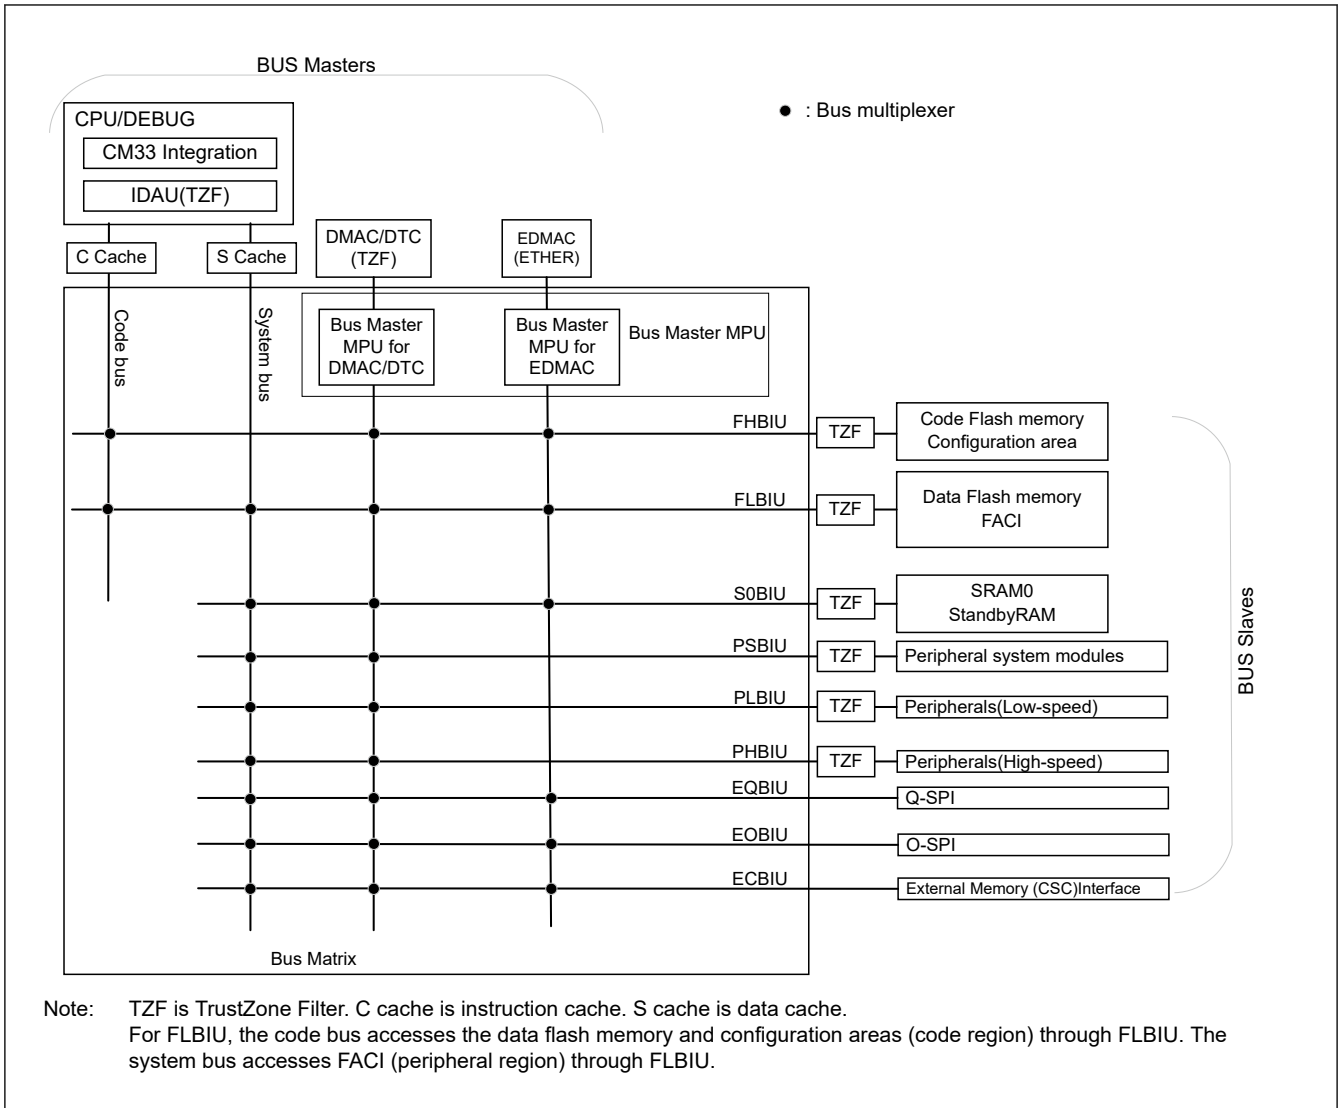 BUS Masters
CPU/DEBUG
CM33 Integration
IDAU(TZF)
: Bus multiplexer
C Cache
S Cache
DMAC/DTC
(TZF)
EDMAC
(ETHER)
Code bus
System bus
Bus Master
MPU for
DMAC/DTC
Bus Master
MPU for
EDMAC
Bus Master MPU
FHBIU
TZF
Code Flash memory
Configuration area
FLBIU
TZF
Data Flash memory
FACI
S0BIU
TZF
SRAM0
StandbyRAM
PSBIU
TZF
Peripheral system modules
PLBIU
TZF
Peripherals(Low-speed)
PHBIU
TZF
Peripherals(High-speed)
EQBIU
Q-SPI
EOBIU
O-SPI
ECBIU
External Memory (CSC)Interface
BUS Slaves
Bus Matrix
Note: TZF is TrustZone Filter. C cache is instruction cache. S cache is data cache.
For FLBIU, the code bus accesses the data flash memory and configuration areas (code region) through FLBIU. The
system bus accesses FACI (peripheral region) through FLBIU.